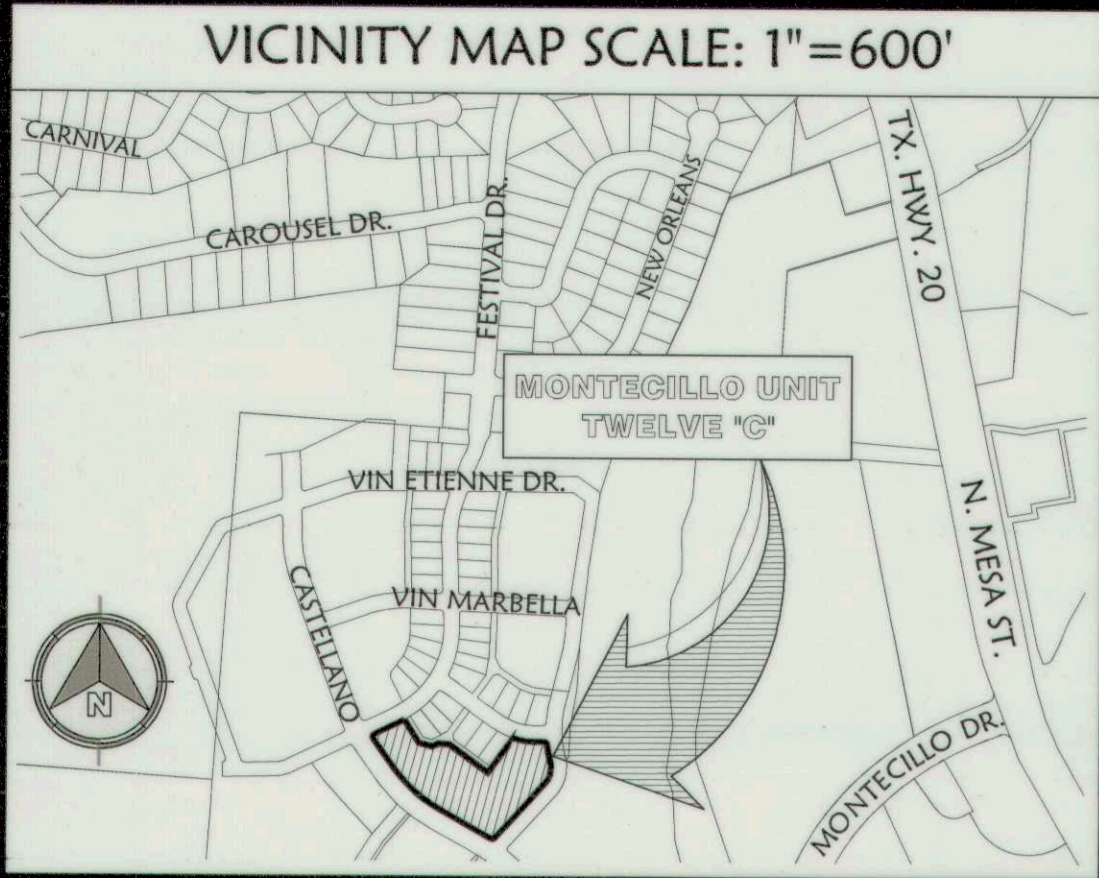 VICINITY MAP SCALE: 1"=600'
CARNIVAL
CAROUSEL DR.
FESTIVAL DR.
NEW ORLEANS
TX. HWY. 20
MONTECILLO UNIT
TWELVE "C"
VIN ETIENNE DR.
N. MESA ST.
CASTELLANO
VIN MARBELLA
N
MONTECILLO DR.